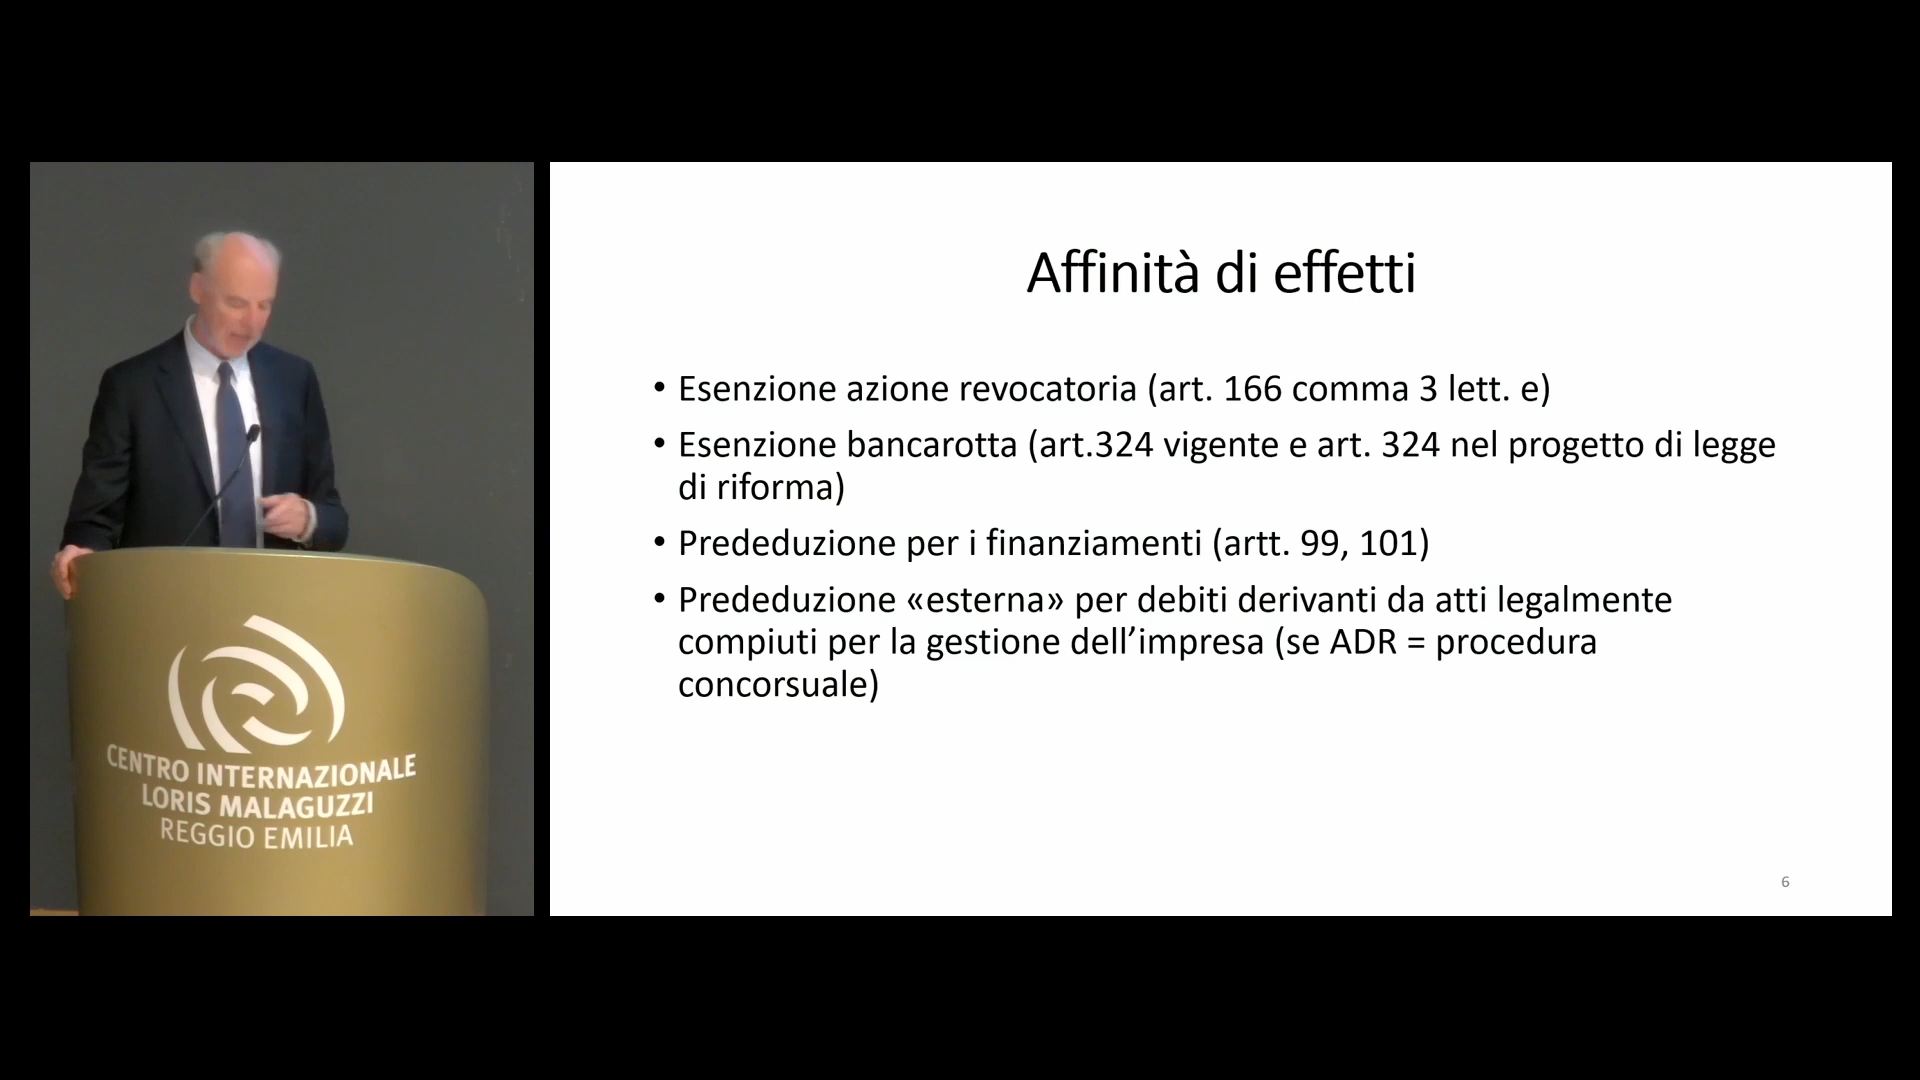 Affinità di effetti
• Esenzione azione revocatoria (art. 166 comma 3 lett. e)
• Esenzione bancarotta (art.324 vigente e art. 324 nel progetto di legge
di riforma)
• Prededuzione per i finanziamenti (artt. 99, 101)
• Prededuzione «esterna» per debiti derivanti da atti legalmente
compiuti per la gestione dell’impresa (se ADR = procedura
concorsuale)
6
CENTRO INTERNAZIONALE
LORIS MALAGUZZI
REGGIO EMILIA